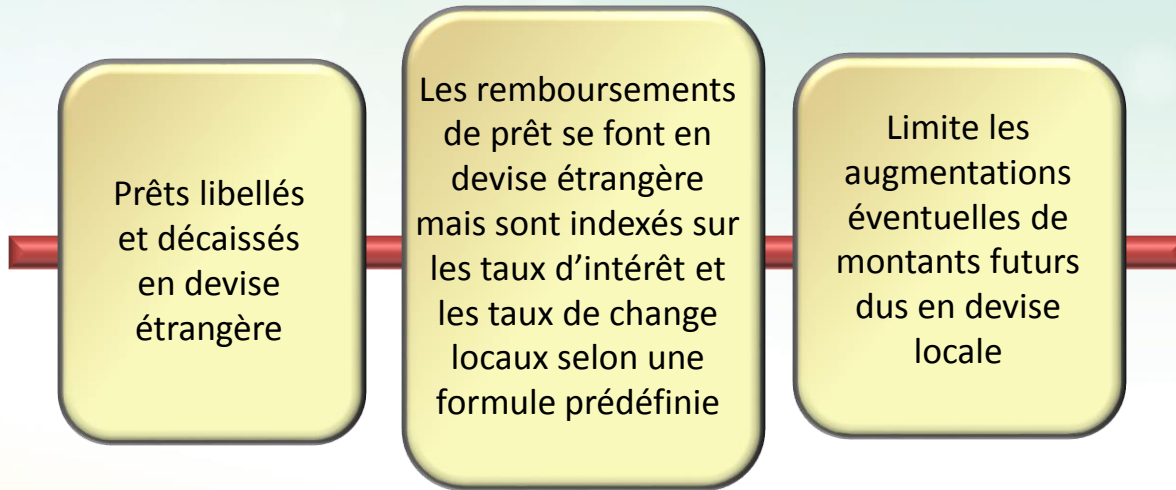 Prêts libellés
et décaissés
en devise
étrangère
Les remboursements
de prêt se font en
devise étrangère
mais sont indexés sur
les taux d’intérêt et
les taux de change
locaux selon une
formule prédéfinie
Limite les
augmentations
éventuelles de
montants futurs
dus en devise
locale